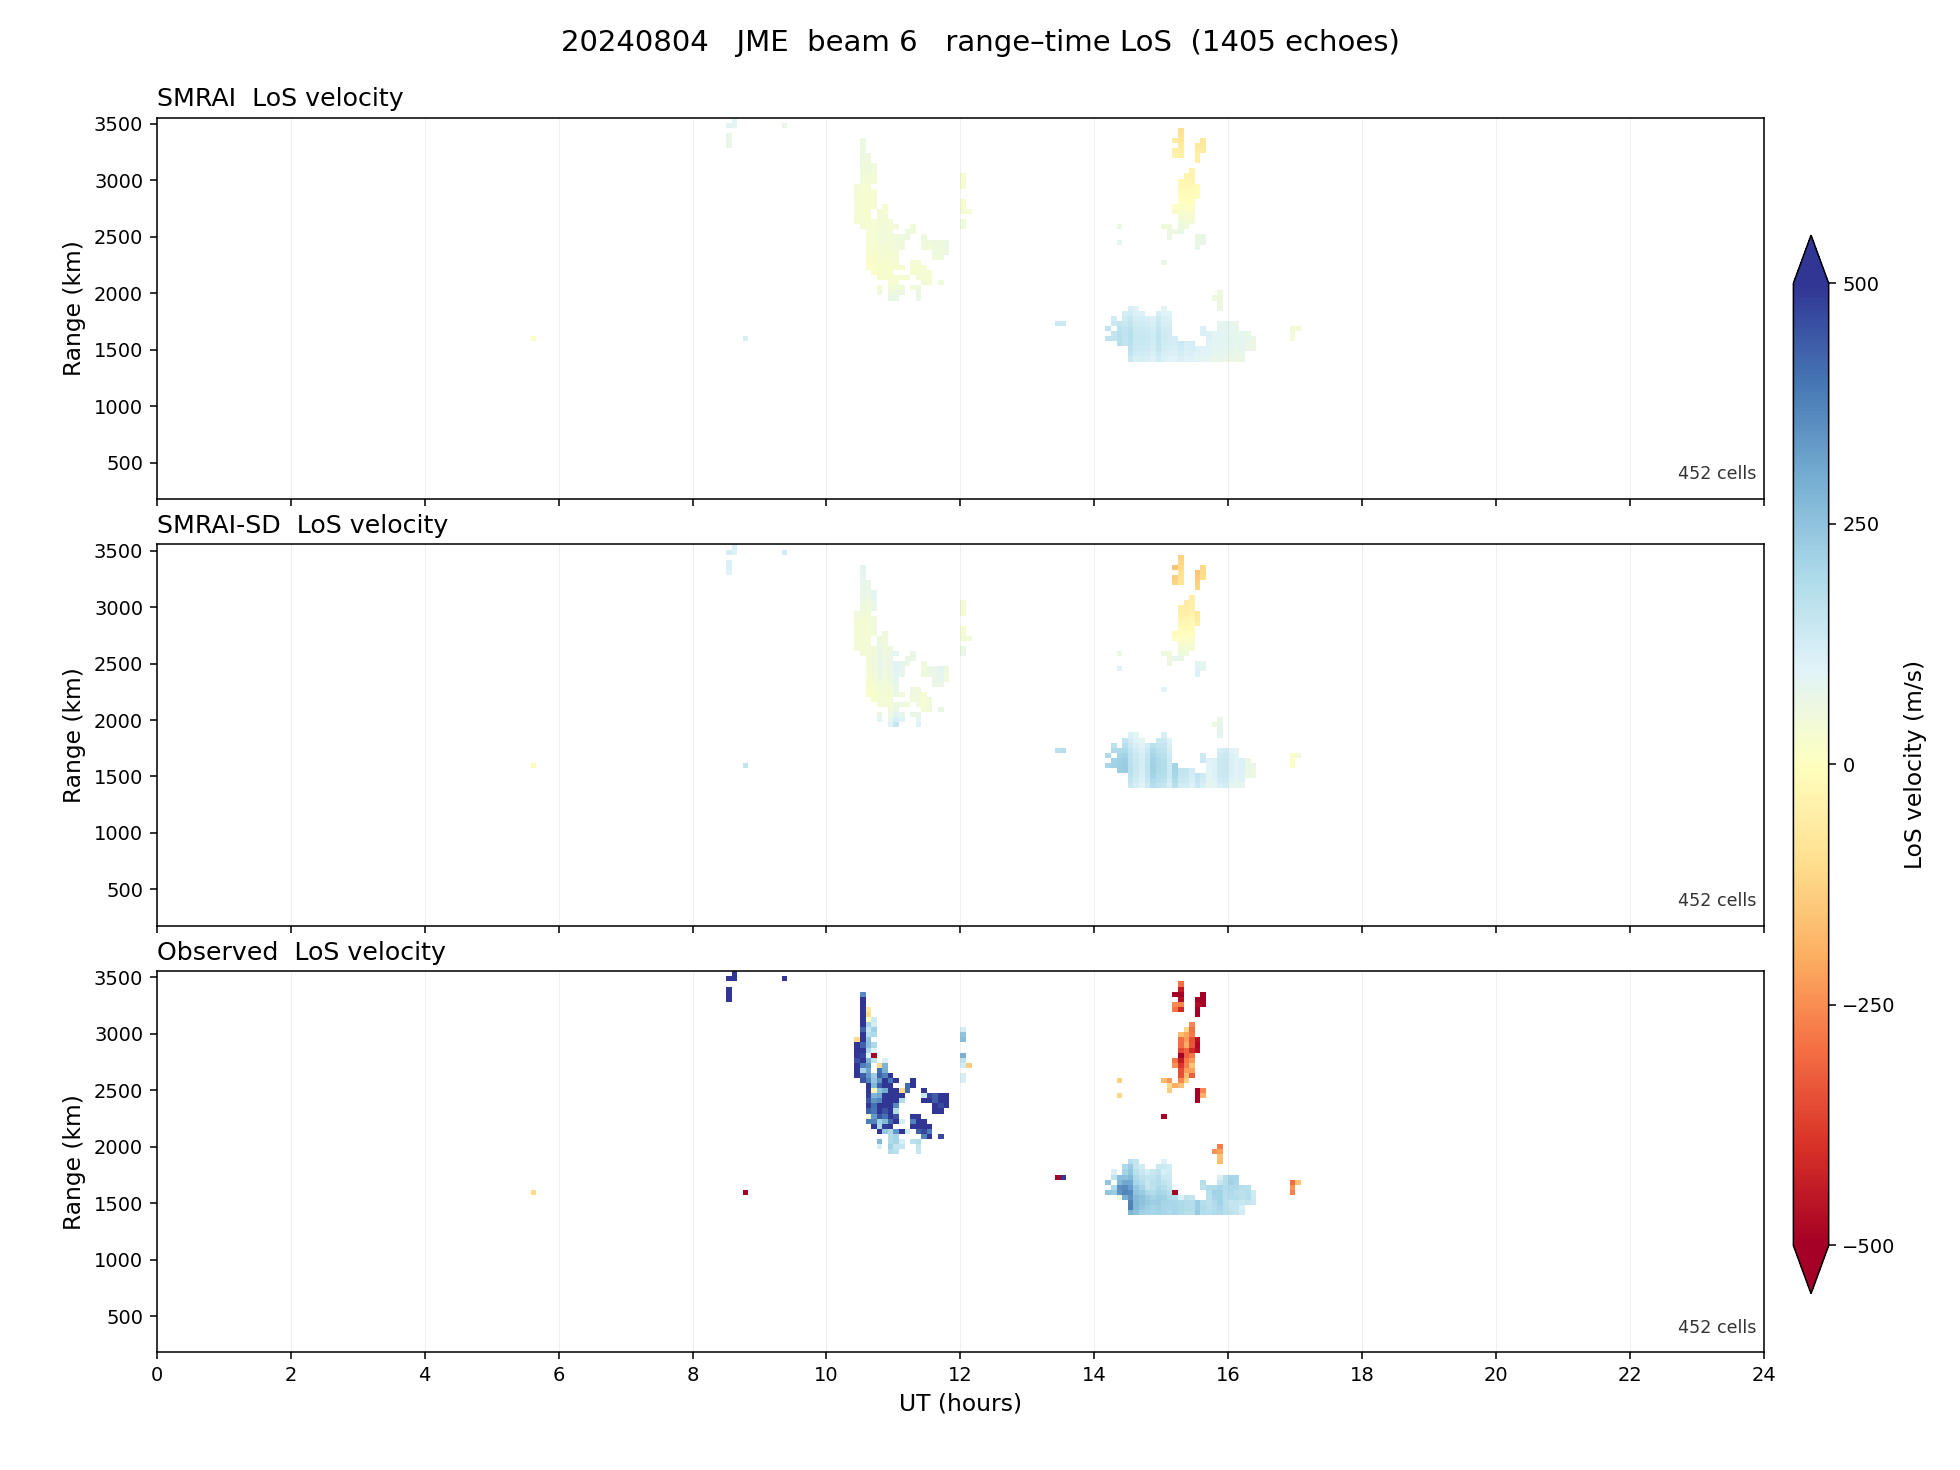 20240804   JME  beam 6   range–time LoS  (1405 echoes)
SMRAI  LoS velocity
3500
3000
2500
2000
1500
1000
500
Range (km)
452 cells
SMRAI-SD  LoS velocity
3500
3000
2500
2000
1500
1000
500
Range (km)
452 cells
Observed  LoS velocity
3500
3000
2500
2000
1500
1000
500
Range (km)
452 cells
0 2 4 6 8 10 12 14 16 18 20 22 24
UT (hours)
500
250
0
−250
−500
LoS velocity (m/s)